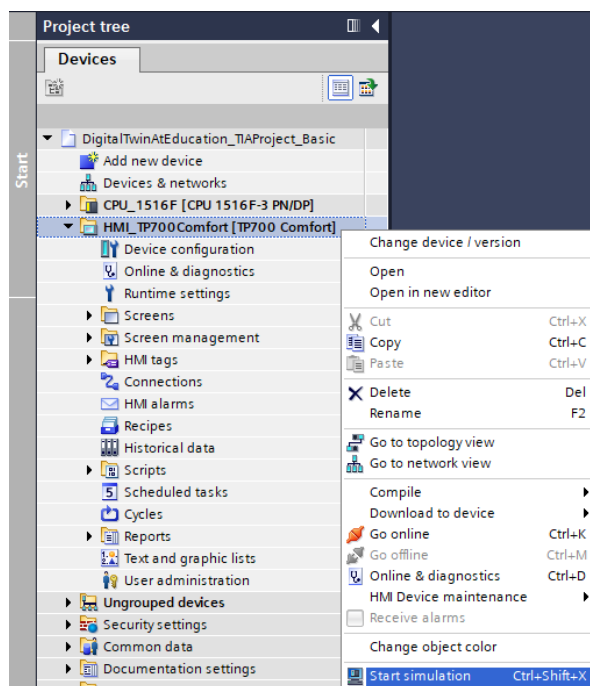 Project tree
Devices
Start
DigitalTwinAtEducation_TIAProject_Basic
Add new device
Devices & networks
CPU_1516F [CPU 1516F-3 PN/DP]
HMI_TP700Comfort [TP700 Comfort]
Device configuration
Online & diagnostics
Runtime settings
Screens
Screen management
HMI tags
Connections
HMI alarms
Recipes
Historical data
Scripts
Scheduled tasks
Cycles
Reports
Text and graphic lists
User administration
Ungrouped devices
Security settings
Common data
Documentation settings
Change device / version
Open
Open in new editor
Cut Ctrl+X
Copy Ctrl+C
Paste Ctrl+V
Delete Del
Rename F2
Go to topology view
Go to network view
Compile
Download to device
Go online Ctrl+K
Go offline Ctrl+M
Online & diagnostics Ctrl+D
HMI Device maintenance
Receive alarms
Change object color
Start simulation Ctrl+Shift+X